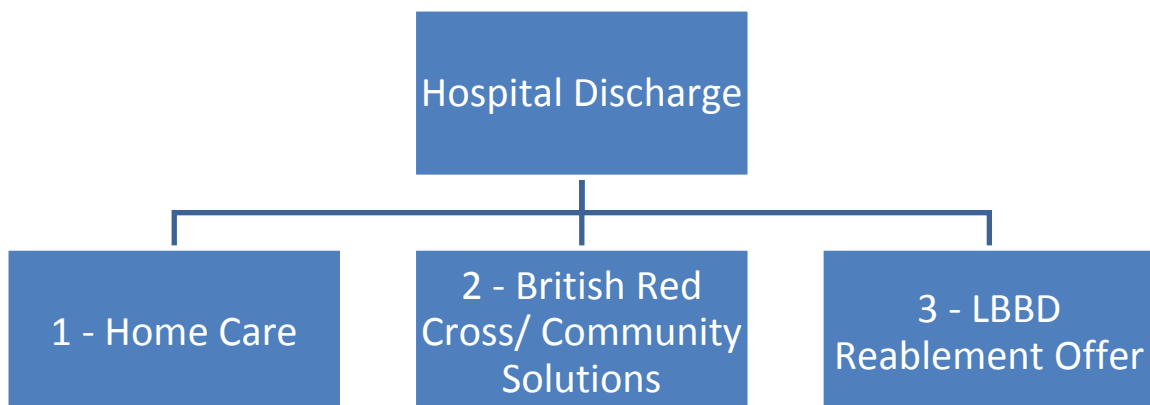 Hospital Discharge
1 - Home Care
2 - British Red
Cross/ Community
Solutions
3 - LBBD
Reablement Offer